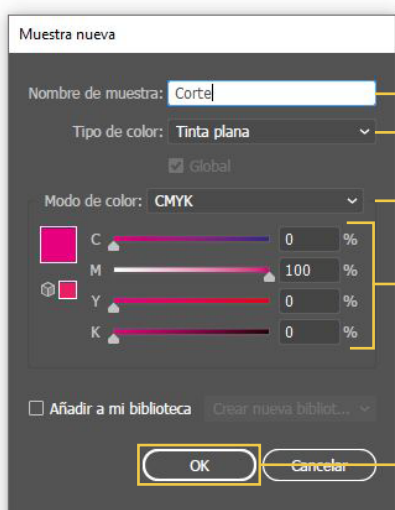 Muestra nueva
Nombre de muestra: Corte
Tipo de color: Tinta plana
Global
Modo de color: CMYK
C 0 %
M 100 %
Y 0 %
K 0 %
Añadir a mi biblioteca Crear nueva bibliot...
OK Cancelar